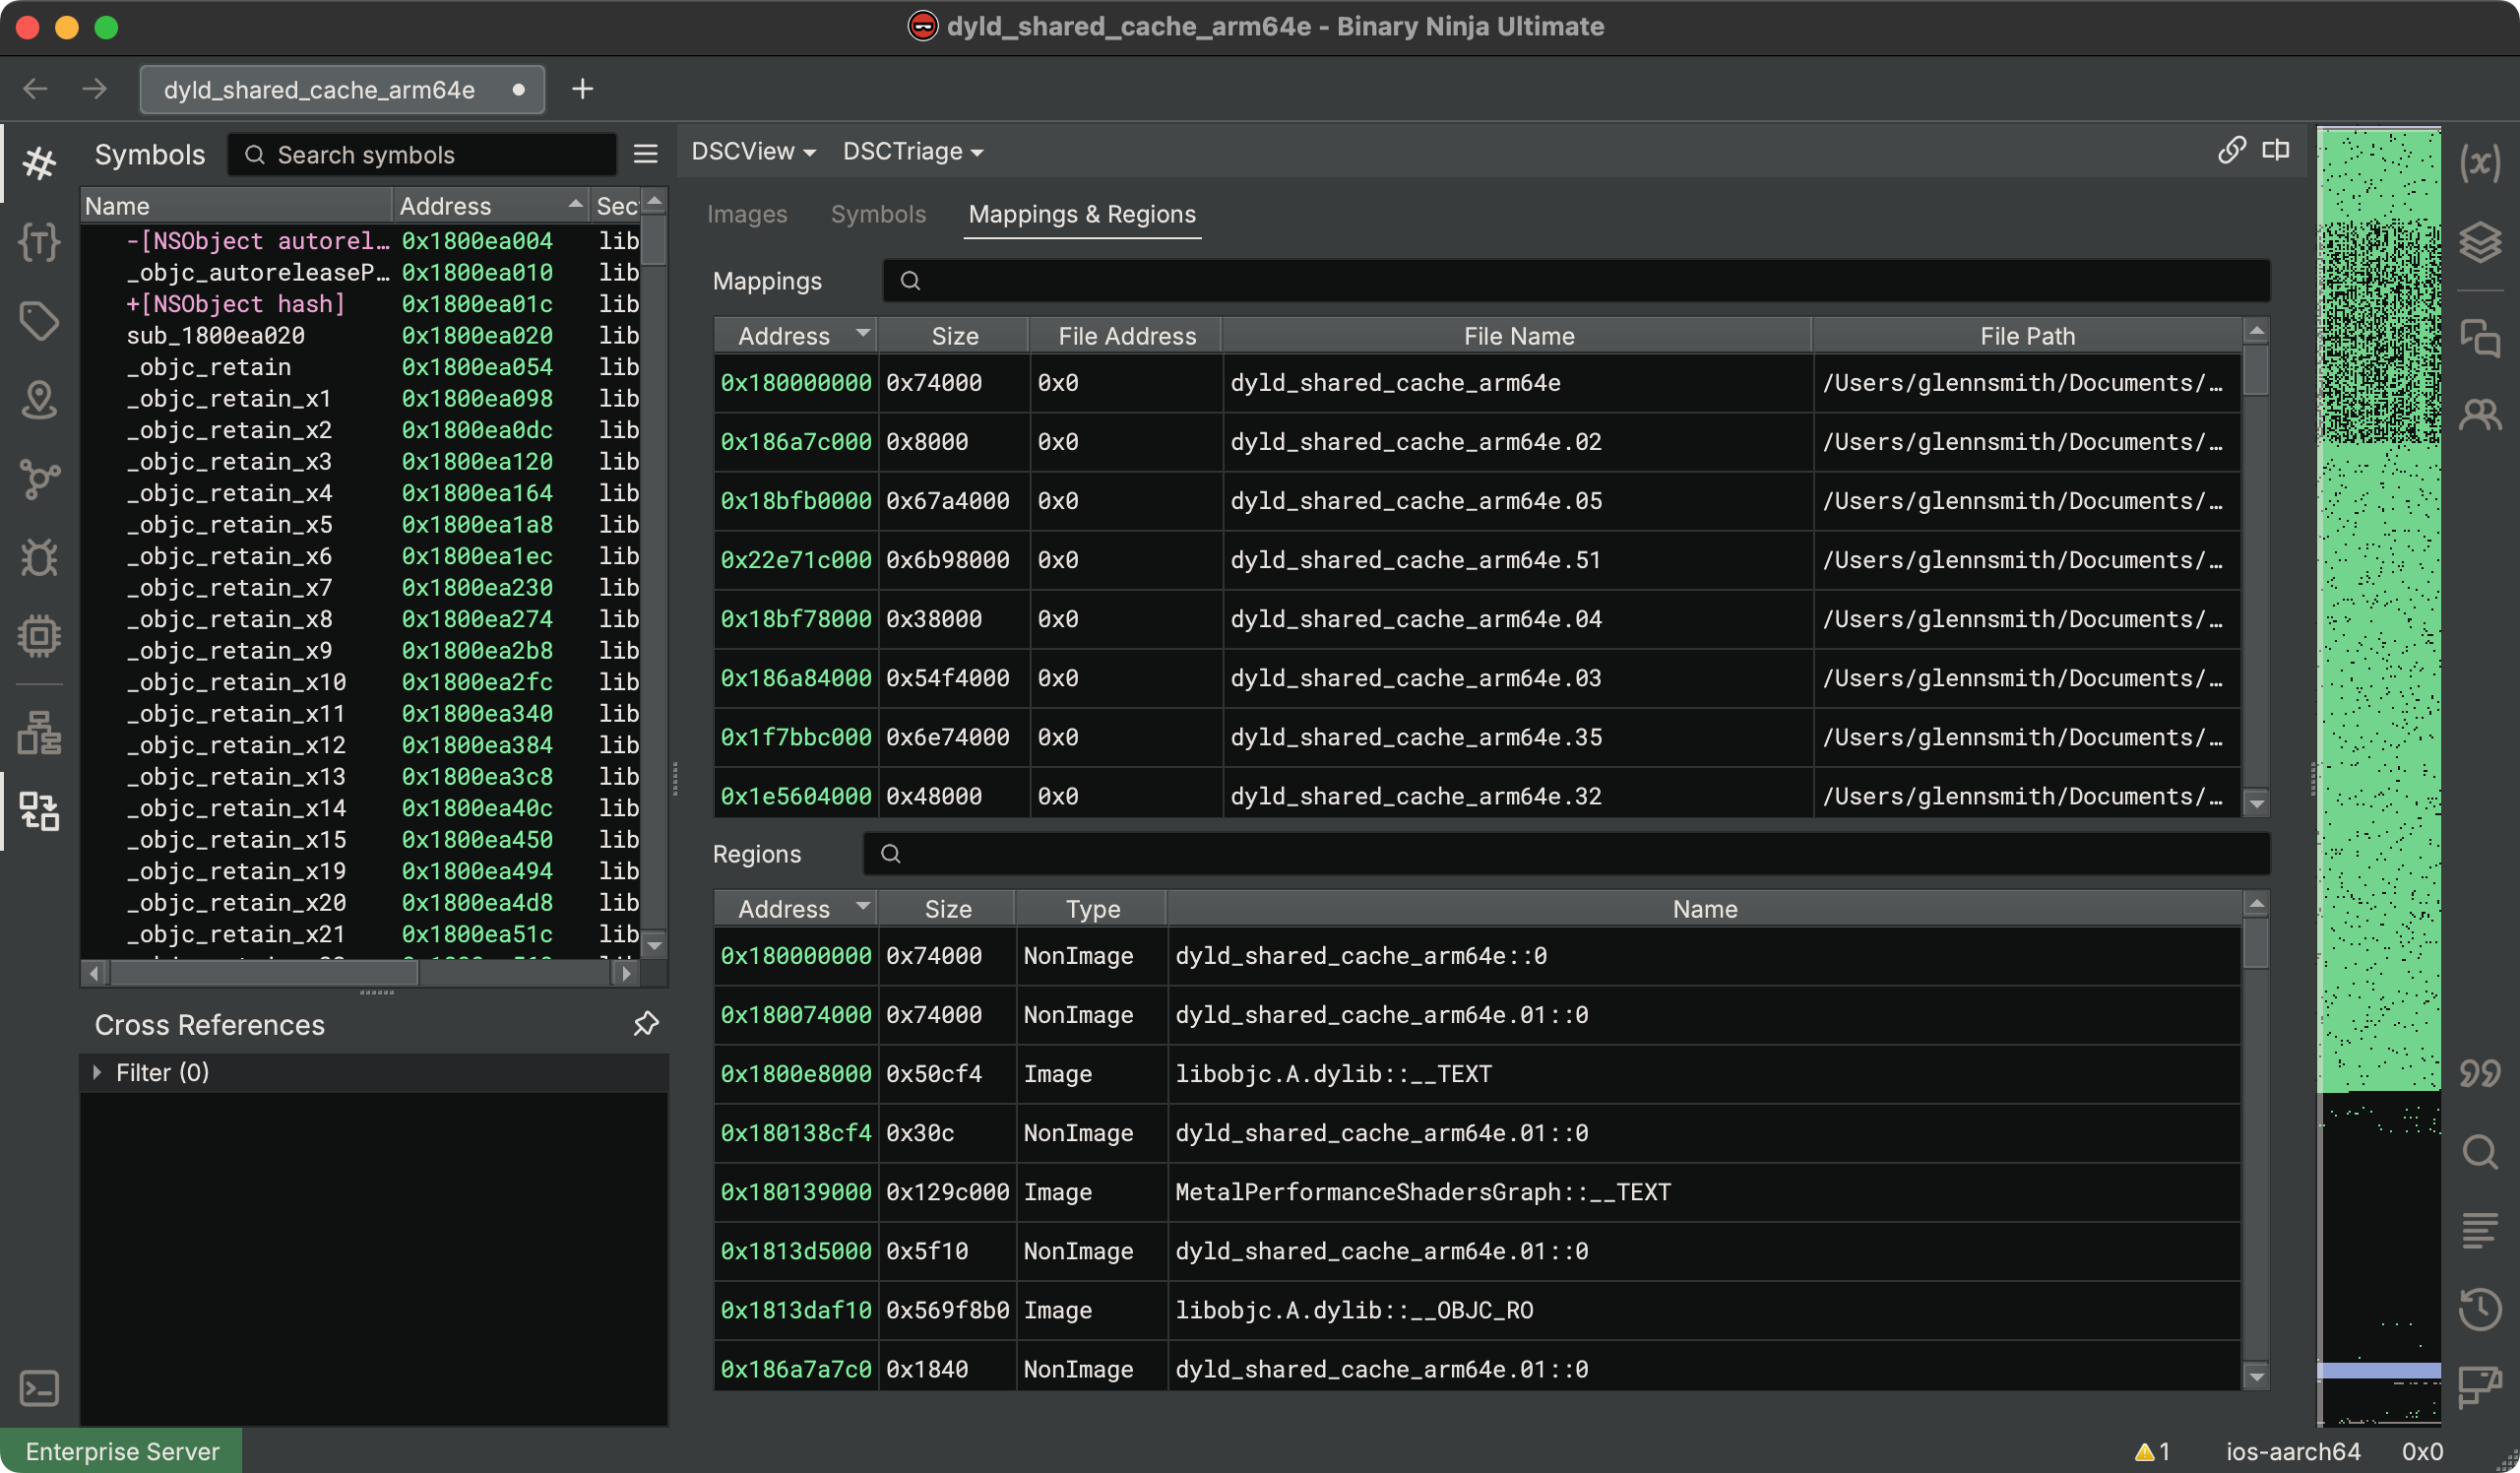 dyld_shared_cache_arm64e - Binary Ninja Ultimate
dyld_shared_cache_arm64e
Symbols
Search symbols
Name Address Sec
-[NSObject autorel… 0x1800ea004 lib
_objc_autoreleaseP… 0x1800ea010 lib
+[NSObject hash] 0x1800ea01c lib
sub_1800ea020 0x1800ea020 lib
_objc_retain 0x1800ea054 lib
_objc_retain_x1 0x1800ea098 lib
_objc_retain_x2 0x1800ea0dc lib
_objc_retain_x3 0x1800ea120 lib
_objc_retain_x4 0x1800ea164 lib
_objc_retain_x5 0x1800ea1a8 lib
_objc_retain_x6 0x1800ea1ec lib
_objc_retain_x7 0x1800ea230 lib
_objc_retain_x8 0x1800ea274 lib
_objc_retain_x9 0x1800ea2b8 lib
_objc_retain_x10 0x1800ea2fc lib
_objc_retain_x11 0x1800ea340 lib
_objc_retain_x12 0x1800ea384 lib
_objc_retain_x13 0x1800ea3c8 lib
_objc_retain_x14 0x1800ea40c lib
_objc_retain_x15 0x1800ea450 lib
_objc_retain_x19 0x1800ea494 lib
_objc_retain_x20 0x1800ea4d8 lib
_objc_retain_x21 0x1800ea51c lib
Cross References
Filter (0)
DSCView DSCTriage
Images Symbols Mappings & Regions
Mappings
Address Size File Address File Name File Path
0x180000000 0x74000 0x0 dyld_shared_cache_arm64e /Users/glennsmith/Documents/…
0x186a7c000 0x8000 0x0 dyld_shared_cache_arm64e.02 /Users/glennsmith/Documents/…
0x18bfb0000 0x67a4000 0x0 dyld_shared_cache_arm64e.05 /Users/glennsmith/Documents/…
0x22e71c000 0x6b98000 0x0 dyld_shared_cache_arm64e.51 /Users/glennsmith/Documents/…
0x18bf78000 0x38000 0x0 dyld_shared_cache_arm64e.04 /Users/glennsmith/Documents/…
0x186a84000 0x54f4000 0x0 dyld_shared_cache_arm64e.03 /Users/glennsmith/Documents/…
0x1f7bbc000 0x6e74000 0x0 dyld_shared_cache_arm64e.35 /Users/glennsmith/Documents/…
0x1e5604000 0x48000 0x0 dyld_shared_cache_arm64e.32 /Users/glennsmith/Documents/…
Regions
Address Size Type Name
0x180000000 0x74000 NonImage dyld_shared_cache_arm64e::0
0x180074000 0x74000 NonImage dyld_shared_cache_arm64e.01::0
0x1800e8000 0x50cf4 Image libobjc.A.dylib::__TEXT
0x180138cf4 0x30c NonImage dyld_shared_cache_arm64e.01::0
0x180139000 0x129c000 Image MetalPerformanceShadersGraph::__TEXT
0x1813d5000 0x5f10 NonImage dyld_shared_cache_arm64e.01::0
0x1813daf10 0x569f8b0 Image libobjc.A.dylib::__OBJC_RO
0x186a7a7c0 0x1840 NonImage dyld_shared_cache_arm64e.01::0
Enterprise Server
1 ios-aarch64 0x0